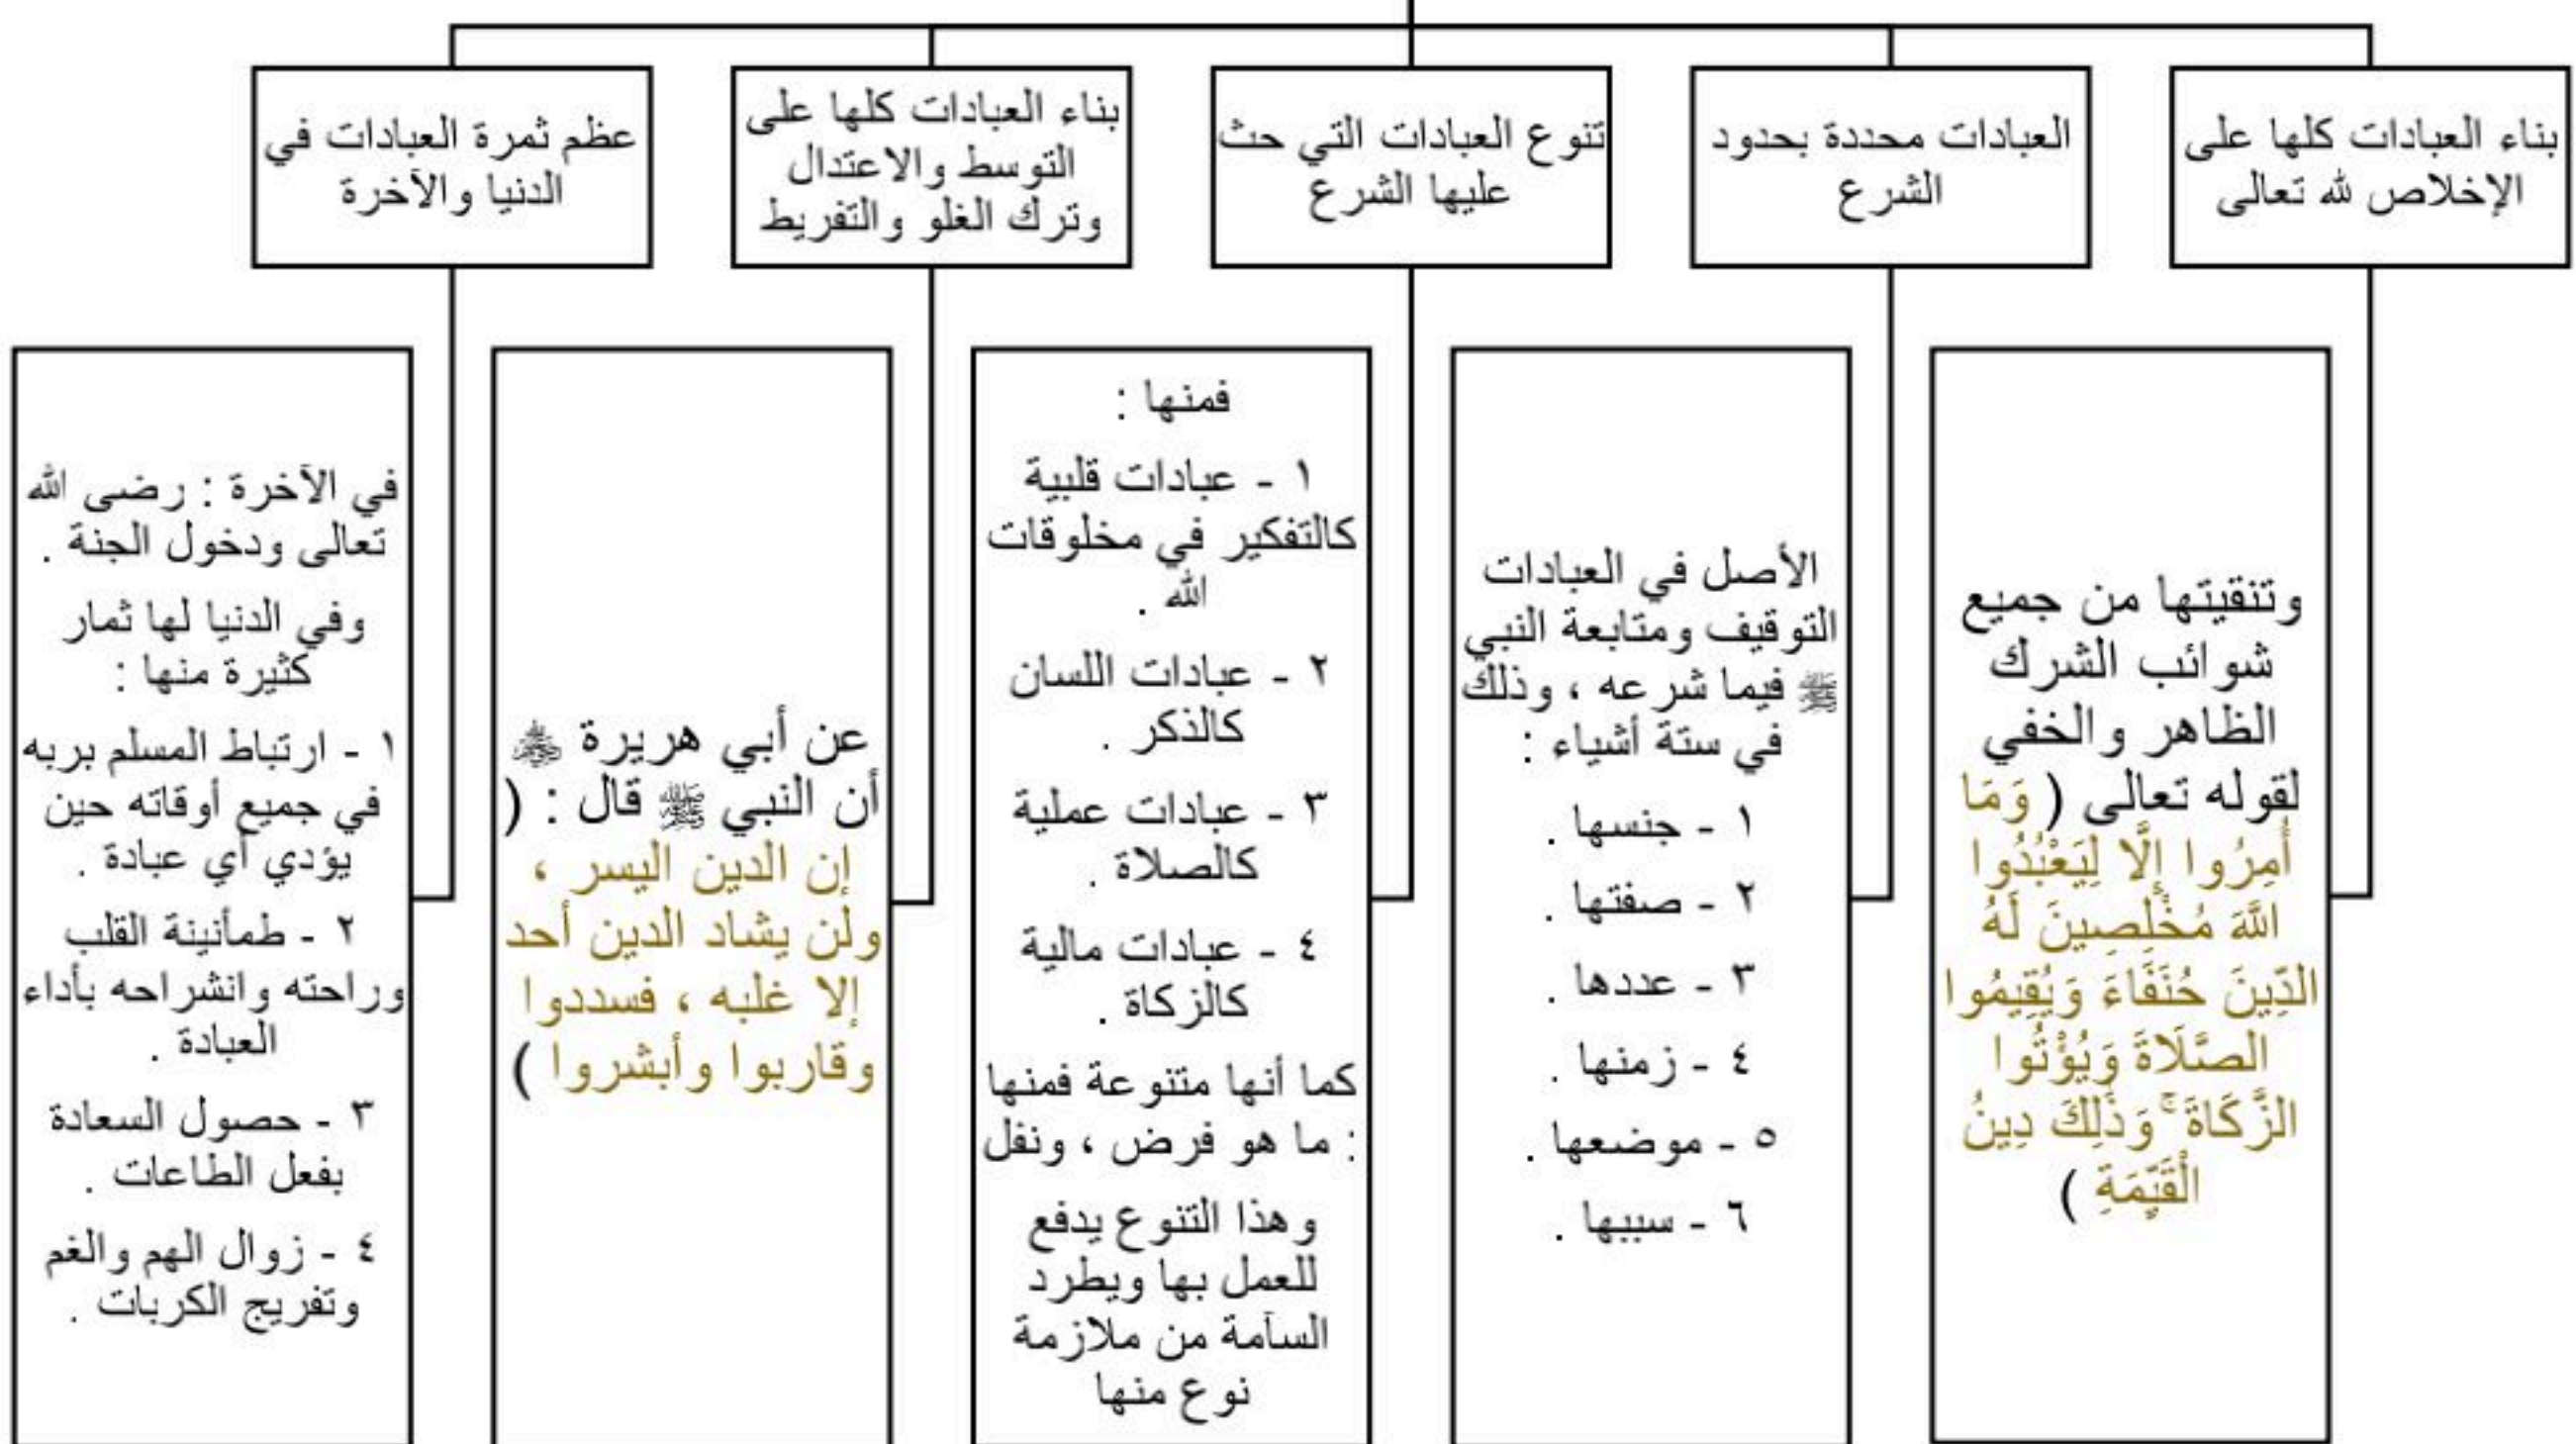 بناء العبادات كلها على
الإخلاص لله تعالى
العبادات محددة بحدود
الشرع
تنوع العبادات التي حث
عليها الشرع
بناء العبادات كلها على
التوسط والاعتدال
وترك الغلو والتفريط
عظم ثمرة العبادات في
الدنيا والآخرة
وتنقيتها من جميع
شوائب الشرك
الظاهر والخفي
لقوله تعالى ( وَمَا
أُمِرُوا إِلَّا لِيَعْبُدُوا
اللَّهَ مُخْلِصِينَ لَهُ
الدِّينَ حُنَفَاءَ وَيُقِيمُوا
الصَّلَاةَ وَيُؤْتُوا
الزَّكَاةَ ۚ وَذَٰلِكَ دِينُ
الْقَيِّمَةِ )
الأصل في العبادات
التوقيف ومتابعة النبي
ﷺ فيما شرعه ، وذلك
في ستة أشياء :
١ - جنسها .
٢ - صفتها .
٣ - عددها .
٤ - زمنها .
٥ - موضعها .
٦ - سببها .
فمنها :
١ - عبادات قلبية
كالتفكير في مخلوقات
الله .
٢ - عبادات اللسان
كالذكر .
٣ - عبادات عملية
كالصلاة .
٤ - عبادات مالية
كالزكاة .
كما أنها متنوعة فمنها
: ما هو فرض ، ونفل
وهذا التنوع يدفع
للعمل بها ويطرد
السآمة من ملازمة
نوع منها
عن أبي هريرة ﷺ
أن النبي ﷺ قال : (
إن الدين اليسر ،
ولن يشاد الدين أحد
إلا غلبه ، فسددوا
وقاربوا وأبشروا )
في الآخرة : رضى الله
تعالى ودخول الجنة .
وفي الدنيا لها ثمار
كثيرة منها :
١ - ارتباط المسلم بربه
في جميع أوقاته حين
يؤدي أي عبادة .
٢ - طمأنينة القلب
وراحته وانشراحه بأداء
العبادة .
٣ - حصول السعادة
بفعل الطاعات .
٤ - زوال الهم والغم
وتفريج الكربات .